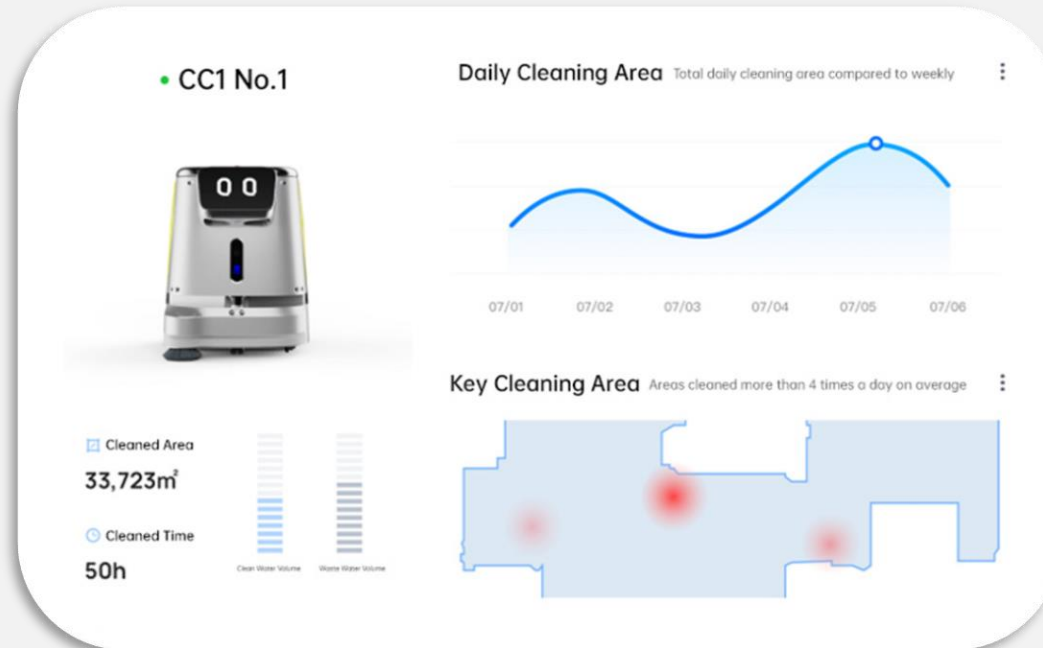 CC1 No.1
Daily Cleaning Area Total daily cleaning area compared to weekly
07/01 07/02 07/03 07/04 07/05 07/06
Key Cleaning Area Areas cleaned more than 4 times a day on average
Cleaned Area
33,723m²
Cleaned Time
50h
Clean Water Volume Waste Water Volume